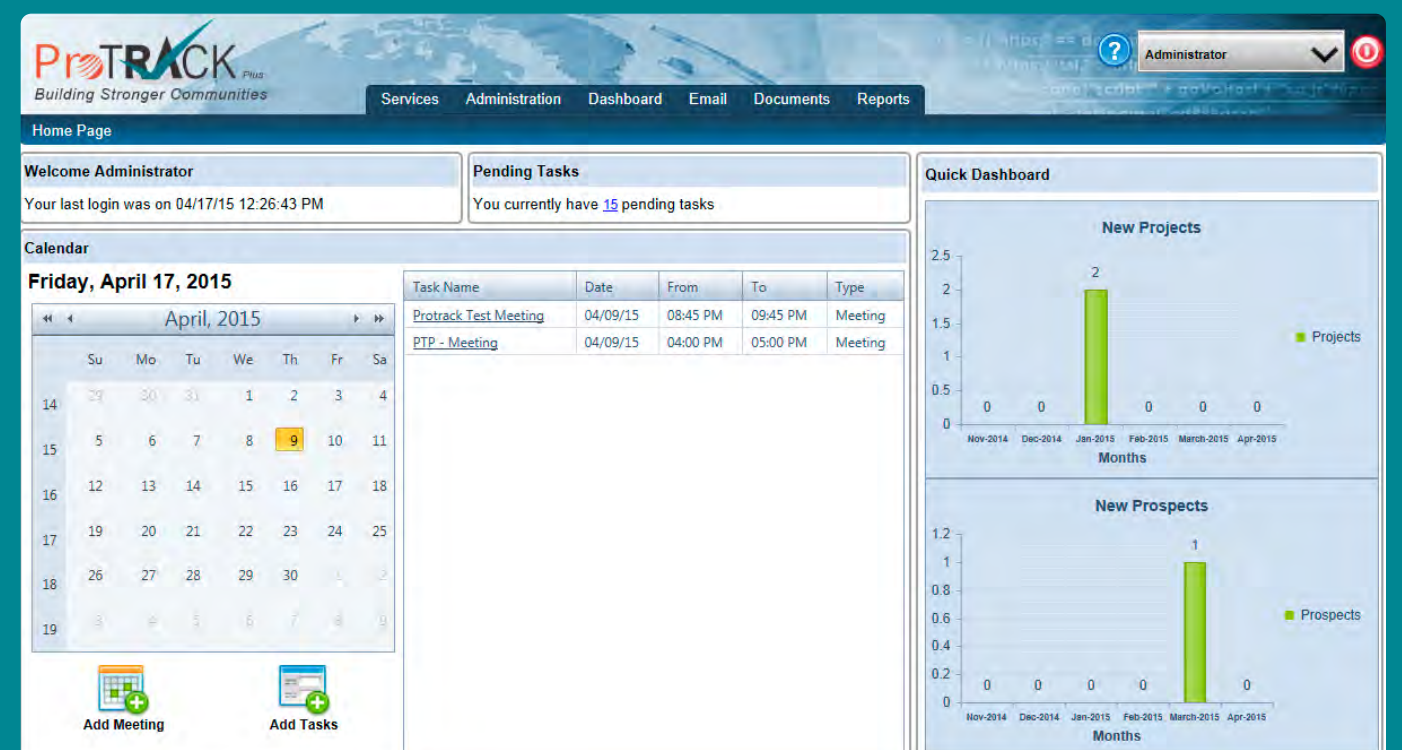 ProTRACK Plus
Building Stronger Communities
Administrator
Services Administration Dashboard Email Documents Reports
Home Page
Welcome Administrator
Your last login was on 04/17/15 12:26:43 PM
Pending Tasks
You currently have 15 pending tasks
Calendar
Friday, April 17, 2015
April, 2015
Su Mo Tu We Th Fr Sa
14 29 30 31 1 2 3 4
15 5 6 7 8 9 10 11
16 12 13 14 15 16 17 18
17 19 20 21 22 23 24 25
18 26 27 28 29 30 1 2
19 3 4 5 6 7 8 9
Add Meeting
Add Tasks
Task Name Date From To Type
Protrack Test Meeting 04/09/15 08:45 PM 09:45 PM Meeting
PTP - Meeting 04/09/15 04:00 PM 05:00 PM Meeting
Quick Dashboard
New Projects
2.5
2
1.5
1
0.5
0
0 0 2 0 0 0
Nov-2014 Dec-2014 Jan-2015 Feb-2015 March-2015 Apr-2015
Months
Projects
New Prospects
1.2
1
0.8
0.6
0.4
0.2
0
0 0 0 0 1 0
Nov-2014 Dec-2014 Jan-2015 Feb-2015 March-2015 Apr-2015
Months
Prospects